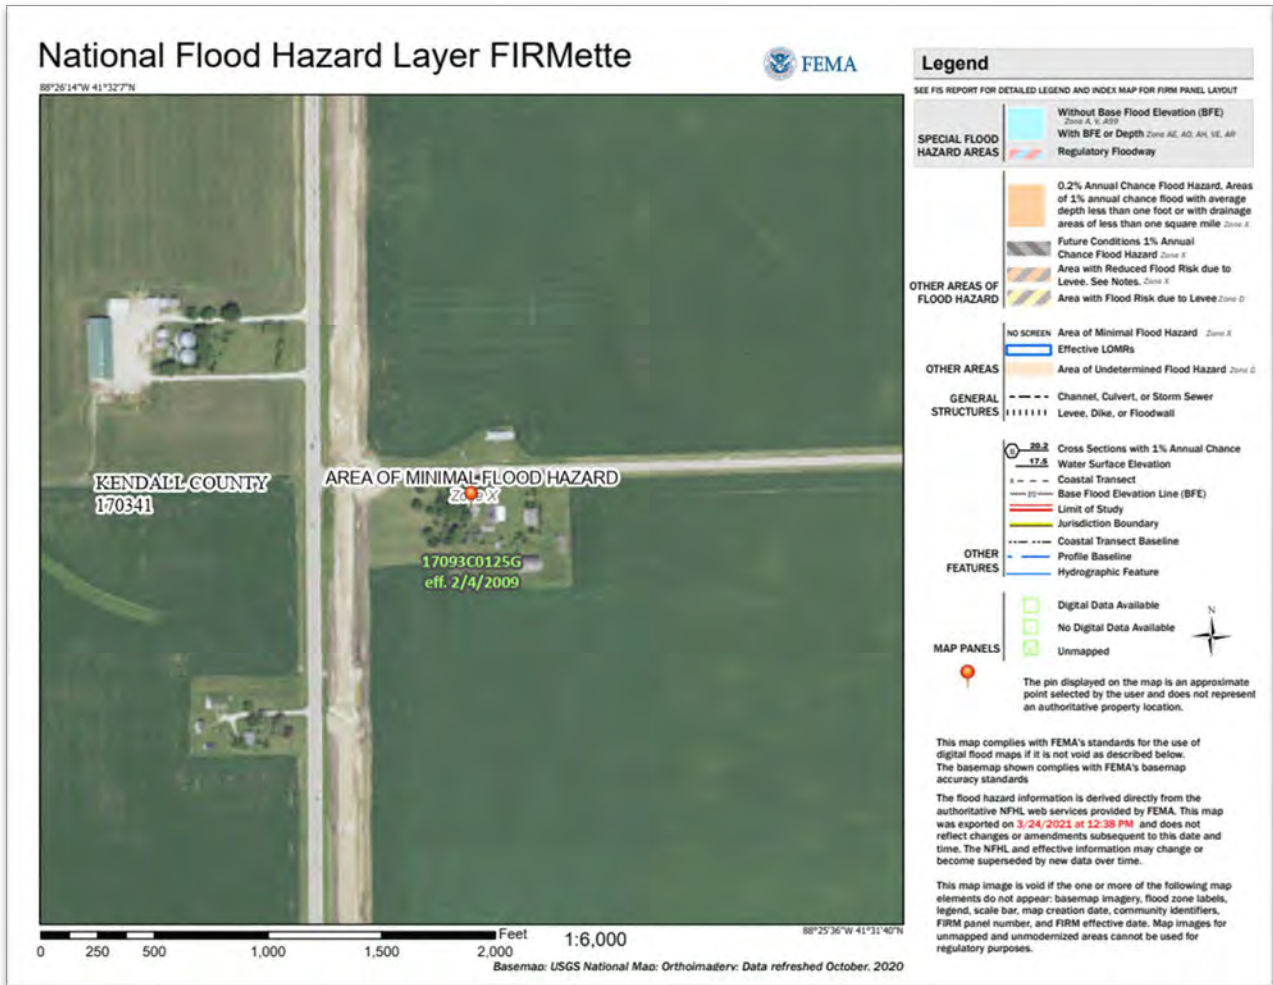 National Flood Hazard Layer FIRMette
FEMA
88°26'14"W 41°32'7"N
KENDALL COUNTY
170341
AREA OF MINIMAL FLOOD HAZARD
Zone X
17093C0125G
eff. 2/4/2009
Feet
1:6,000
0 250 500 1,000 1,500 2,000
88°25'36"W 41°31'40"N
Basemap: USGS National Map: Orthoimagery: Data refreshed October, 2020
Legend
SEE FIS REPORT FOR DETAILED LEGEND AND INDEX MAP FOR FIRM PANEL LAYOUT
SPECIAL FLOOD
HAZARD AREAS
Without Base Flood Elevation (BFE)
Zone A, V, A99
With BFE or Depth Zone AE, AO, AH, VE, AR
Regulatory Floodway
OTHER AREAS OF
FLOOD HAZARD
0.2% Annual Chance Flood Hazard, Areas
of 1% annual chance flood with average
depth less than one foot or with drainage
areas of less than one square mile Zone X
Future Conditions 1% Annual
Chance Flood Hazard Zone X
Area with Reduced Flood Risk due to
Levee. See Notes. Zone X
Area with Flood Risk due to Levee Zone D
OTHER AREAS
NO SCREEN Area of Minimal Flood Hazard Zone X
Effective LOMRs
Area of Undetermined Flood Hazard Zone D
GENERAL
STRUCTURES
Channel, Culvert, or Storm Sewer
Levee, Dike, or Floodwall
OTHER
FEATURES
20.2 Cross Sections with 1% Annual Chance
17.5 Water Surface Elevation
Coastal Transect
Base Flood Elevation Line (BFE)
Limit of Study
Jurisdiction Boundary
Coastal Transect Baseline
Profile Baseline
Hydrographic Feature
MAP PANELS
Digital Data Available
No Digital Data Available
Unmapped
N
The pin displayed on the map is an approximate
point selected by the user and does not represent
an authoritative property location.
This map complies with FEMA's standards for the use of
digital flood maps if it is not void as described below.
The basemap shown complies with FEMA's basemap
accuracy standards
The flood hazard information is derived directly from the
authoritative NFHL web services provided by FEMA. This map
was exported on 3/24/2021 at 12:38 PM and does not
reflect changes or amendments subsequent to this date and
time. The NFHL and effective information may change or
become superseded by new data over time.
This map image is void if the one or more of the following map
elements do not appear: basemap imagery, flood zone labels,
legend, scale bar, map creation date, community identifiers,
FIRM panel number, and FIRM effective date. Map images for
unmapped and unmodernized areas cannot be used for
regulatory purposes.